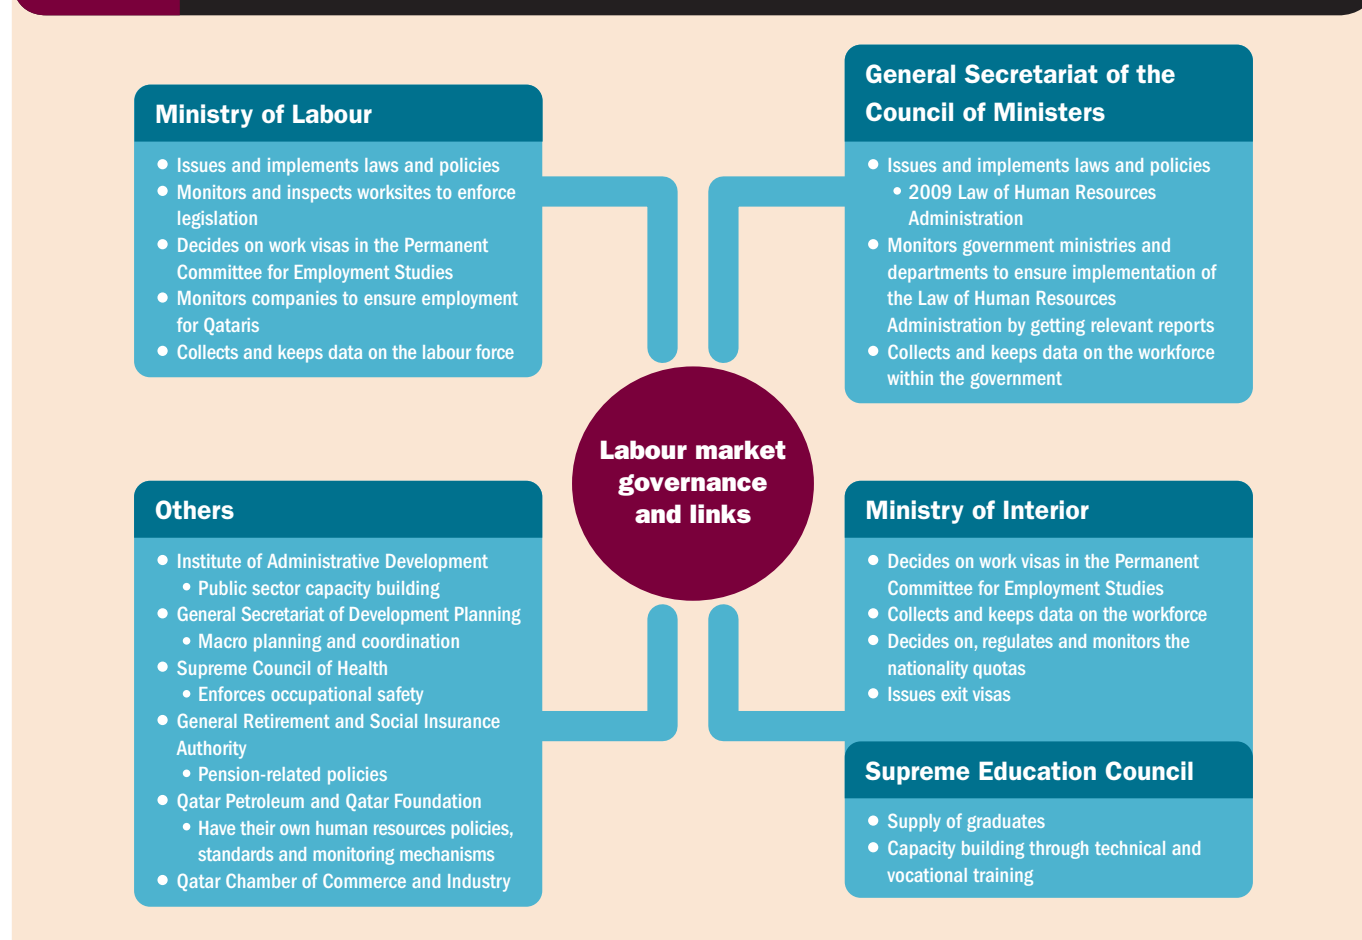 Ministry of Labour
● Issues and implements laws and policies
● Monitors and inspects worksites to enforce
legislation
● Decides on work visas in the Permanent
Committee for Employment Studies
● Monitors companies to ensure employment
for Qataris
● Collects and keeps data on the labour force
General Secretariat of the
Council of Ministers
● Issues and implements laws and policies
• 2009 Law of Human Resources
Administration
● Monitors government ministries and
departments to ensure implementation of
the Law of Human Resources
Administration by getting relevant reports
● Collects and keeps data on the workforce
within the government
Labour market
governance
and links
Others
● Institute of Administrative Development
• Public sector capacity building
● General Secretariat of Development Planning
• Macro planning and coordination
● Supreme Council of Health
• Enforces occupational safety
● General Retirement and Social Insurance
Authority
• Pension-related policies
● Qatar Petroleum and Qatar Foundation
• Have their own human resources policies,
standards and monitoring mechanisms
● Qatar Chamber of Commerce and Industry
Ministry of Interior
● Decides on work visas in the Permanent
Committee for Employment Studies
● Collects and keeps data on the workforce
● Decides on, regulates and monitors the
nationality quotas
● Issues exit visas
Supreme Education Council
● Supply of graduates
● Capacity building through technical and
vocational training